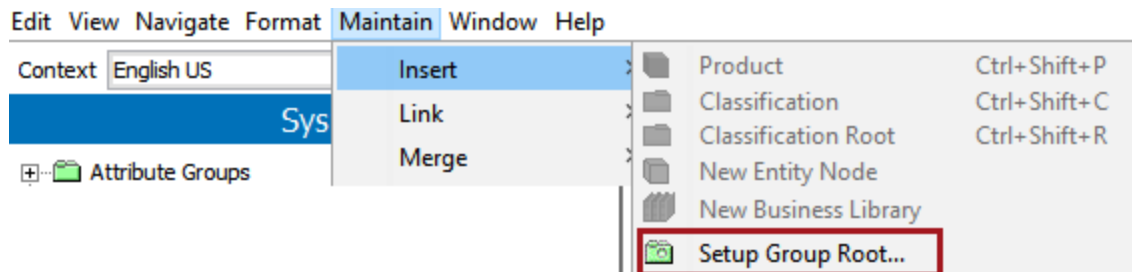 Edit View Navigate Format Maintain Window Help
Context English US
Insert
Product Ctrl+Shift+P
Classification Ctrl+Shift+C
Link
Sys
Classification Root Ctrl+Shift+R
Merge
Attribute Groups
New Entity Node
New Business Library
Setup Group Root...